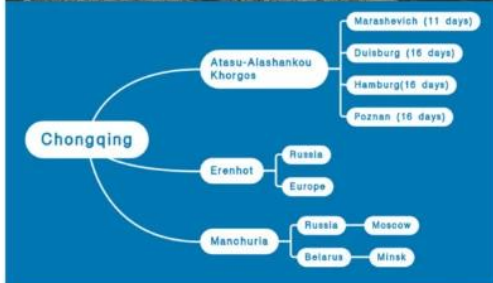 Marashevich (11 days)
Atasu-Alashankou
Khorgos
Duisburg (16 days)
Hamburg(16 days)
Poznan (16 days)
Chongqing
Erenhot
Russia
Europe
Manchuria
Russia
Moscow
Belarus
Minsk